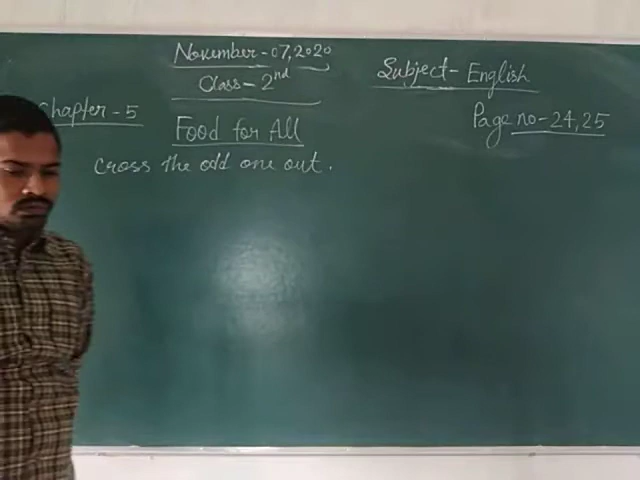 November - 07, 2020
Class - 2nd
Subject - English
Chapter - 5
Page no - 24, 25
Food for All
Cross the odd one out.